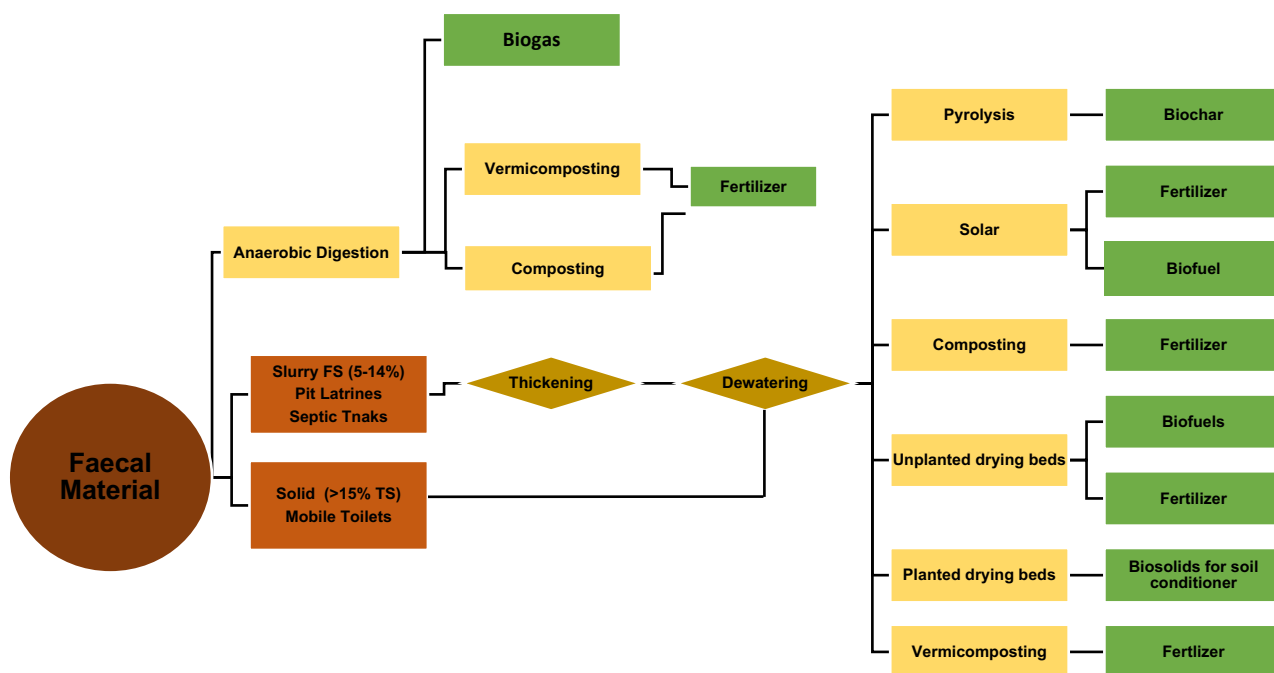 Biogas
Vermicomposting
Fertilizer
Anaerobic Digestion
Composting
Slurry FS (5-14%)
Pit Latrines
Septic Tnaks
Thickening
Dewatering
Faecal
Material
Solid  (>15% TS)
Mobile Toilets
Pyrolysis
Biochar
Solar
Fertilizer
Biofuel
Composting
Fertilizer
Unplanted drying beds
Biofuels
Fertilizer
Planted drying beds
Biosolids for soil
conditioner
Vermicomposting
Fertlizer